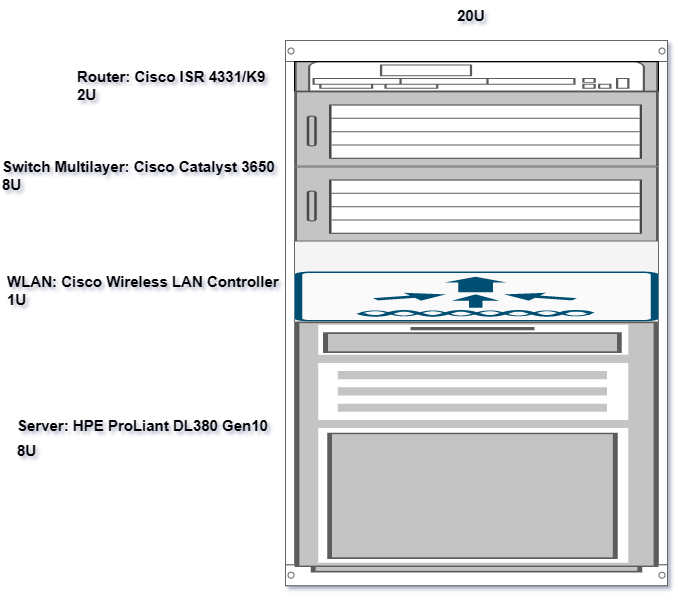 20U
Router: Cisco ISR 4331/K9
2U
Switch Multilayer: Cisco Catalyst 3650
8U
WLAN: Cisco Wireless LAN Controller
1U
Server: HPE ProLiant DL380 Gen10
8U